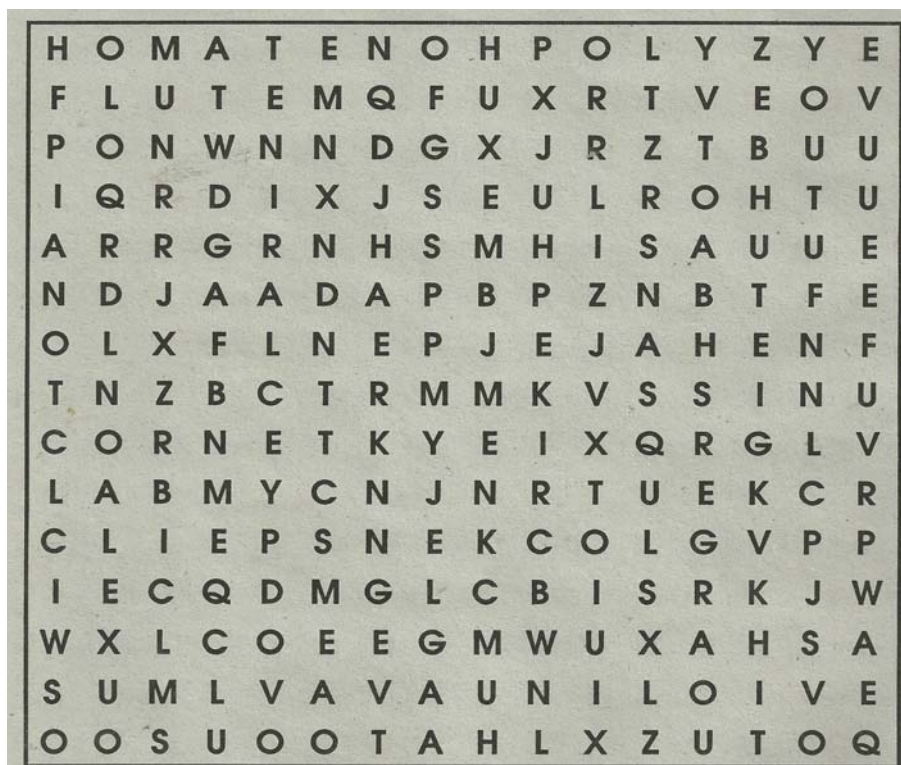 H O M A T E N O H P O L Y Z Y E
F L U T E M Q F U X R T V E O V
P O N W N N D G X J R Z T B U U
I Q R D I X J S E U L R O H T U
A R R G R N H S M H I S A U U E
N D J A A D A P B P Z N B T F E
O L X F L N E P J E J A H E N F
T N Z B C T R M M K V S S I N U
C O R N E T K Y E I X Q R G L V
L A B M Y C N J N R T U E K C R
C L I E P S N E K C O L G V P P
I E C Q D M G L C B I S R K J W
W X L C O E E G M W U X A H S A
S U M L V A V A U N I L O I V E
O O S U O O T A H L X Z U T O Q